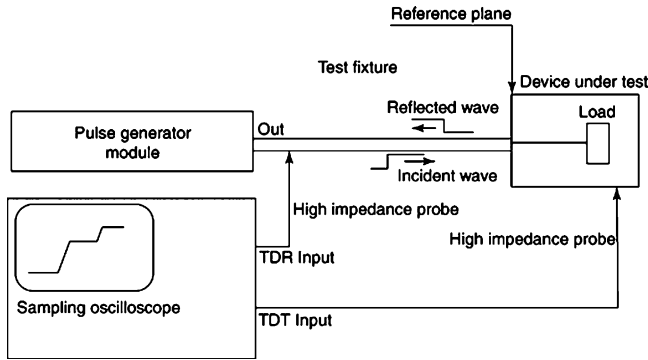 Reference plane
Test fixture
Device under test
Reflected wave
Load
Pulse generator
module
Out
Incident wave
High impedance probe
High impedance probe
TDR Input
Sampling oscilloscope
TDT Input